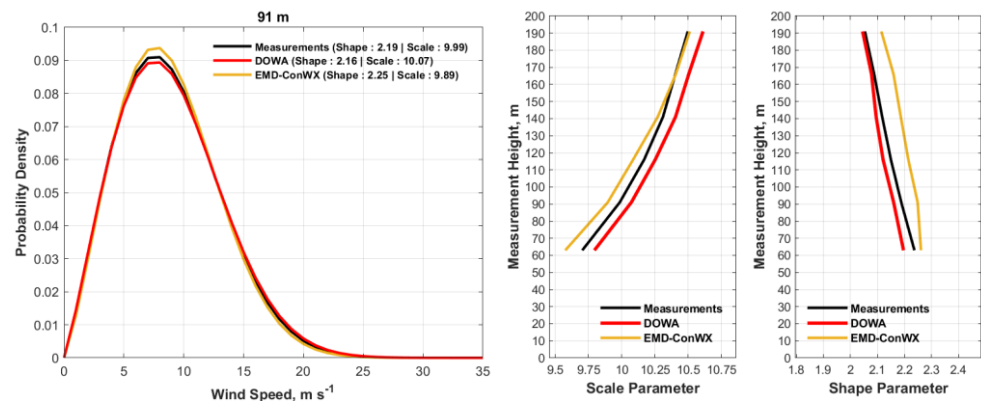 91 m
0.1
0.09
0.08
0.07
0.06
0.05
0.04
0.03
0.02
0.01
0
Probability Density
Measurements (Shape : 2.19 | Scale : 9.99)
DOWA (Shape : 2.16 | Scale : 10.07)
EMD-ConWX (Shape : 2.25 | Scale : 9.89)
0 5 10 15 20 25 30 35
Wind Speed, m s⁻¹
200
190
180
170
160
150
140
130
120
110
100
90
80
70
60
50
40
30
20
10
0
Measurement Height, m
Measurements
DOWA
EMD-ConWX
9.5 9.75 10 10.25 10.5 10.75
Scale Parameter
200
190
180
170
160
150
140
130
120
110
100
90
80
70
60
50
40
30
20
10
0
Measurement Height, m
Measurements
DOWA
EMD-ConWX
1.8 1.9 2 2.1 2.2 2.3 2.4
Shape Parameter